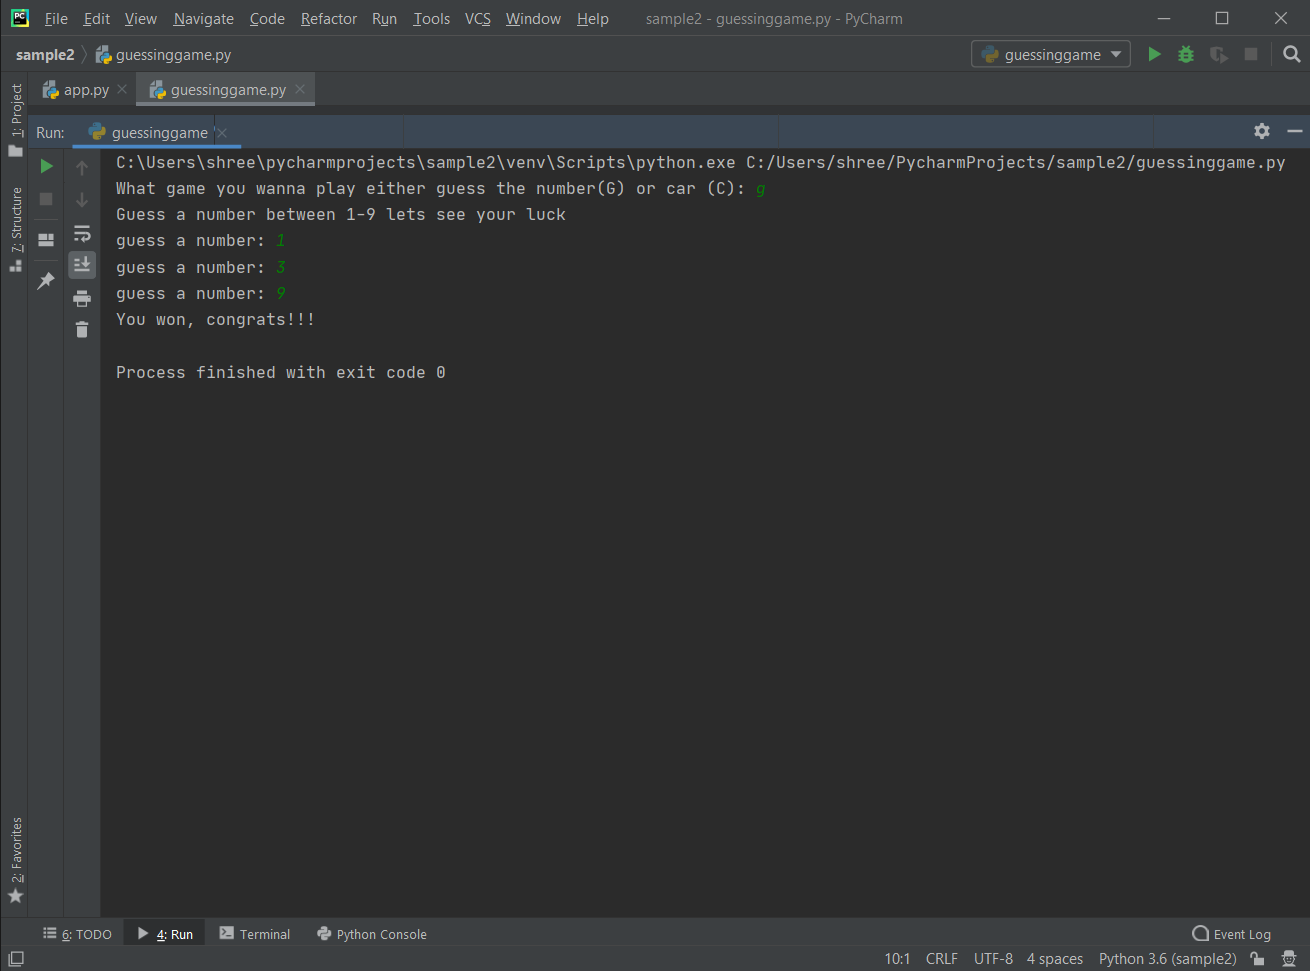 PC File Edit View Navigate Code Refactor Run Tools VCS Window Help sample2 - guessinggame.py - PyCharm
sample2 guessinggame.py guessinggame
app.py guessinggame.py
1: Project
Run: guessinggame
C:\Users\shree\pycharmprojects\sample2\venv\Scripts\python.exe C:/Users/shree/PycharmProjects/sample2/guessinggame.py
What game you wanna play either guess the number(G) or car (C): g
Guess a number between 1-9 lets see your luck
guess a number: 1
guess a number: 3
guess a number: 9
You won, congrats!!!
Process finished with exit code 0
7: Structure
2: Favorites
6: TODO 4: Run Terminal Python Console Event Log
10:1 CRLF UTF-8 4 spaces Python 3.6 (sample2)